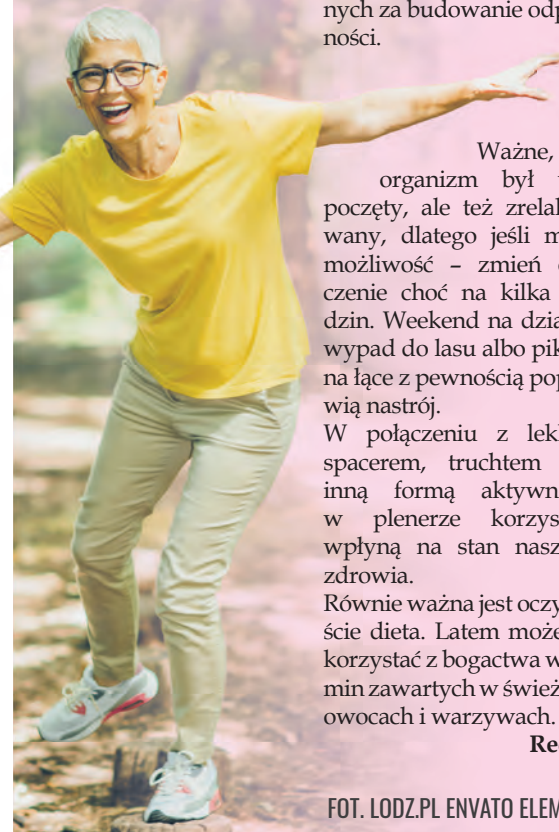 nych za budowanie odp
ności.
Ważne,
organizm był
poczęty, ale też zrela
wany, dlatego jeśli m
możliwość – zmień
czenie choć na kilka
dzin. Weekend na dzia
wypad do lasu albo pik
na łące z pewnością pop
wią nastrój.
W połączeniu z lek
spacerem, truchtem
inną formą aktywn
w plenerze korzys
wpłyną na stan nasz
zdrowia.
Równie ważna jest oczy
ście dieta. Latem może
korzystać z bogactwa w
min zawartych w śwież
owocach i warzywach.
Re
FOT. LODZ.PL ENVATO ELEM